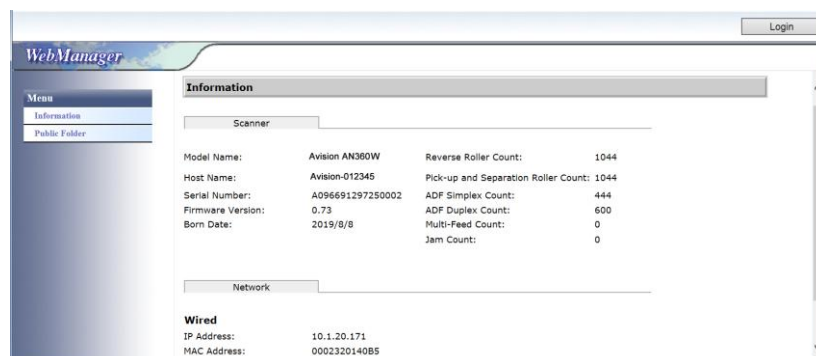 Login
WebManager
Menu
Information
Public Folder
Information
Scanner
Model Name: Avision AN360W Reverse Roller Count: 1044
Host Name: Avision-012345 Pick-up and Separation Roller Count: 1044
Serial Number: A096691297250002 ADF Simplex Count: 444
Firmware Version: 0.73 ADF Duplex Count: 600
Born Date: 2019/8/8 Multi-Feed Count: 0
Jam Count: 0
Network
Wired
IP Address: 10.1.20.171
MAC Address: 0002320140B5